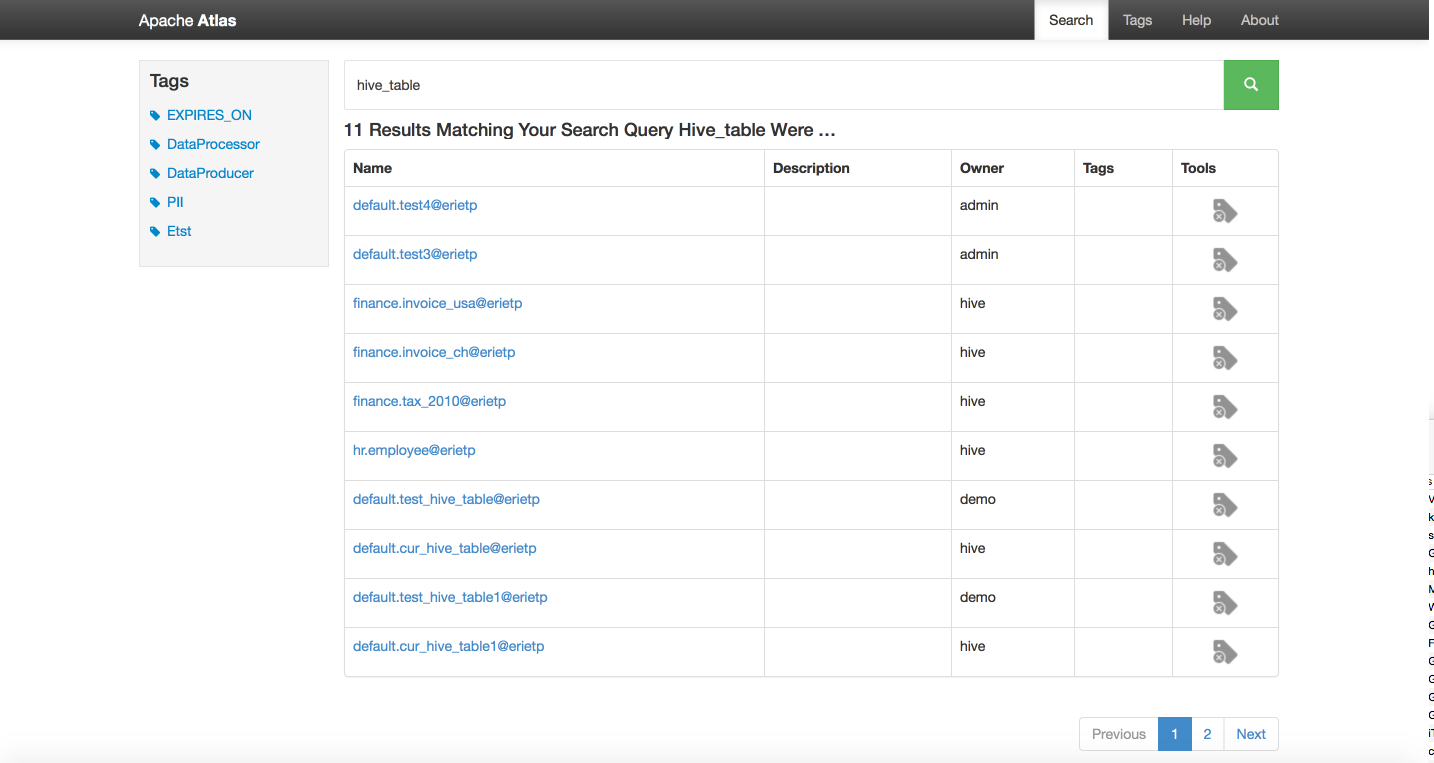 Apache Atlas Search Tags Help About
Tags
EXPIRES_ON
DataProcessor
DataProducer
PII
Etst
hive_table
11 Results Matching Your Search Query Hive_table Were ...
Name Description Owner Tags Tools
default.test4@erietp admin
default.test3@erietp admin
finance.invoice_usa@erietp hive
finance.invoice_ch@erietp hive
finance.tax_2010@erietp hive
hr.employee@erietp hive
default.test_hive_table@erietp demo
default.cur_hive_table@erietp hive
default.test_hive_table1@erietp demo
default.cur_hive_table1@erietp hive
Previous 1 2 Next